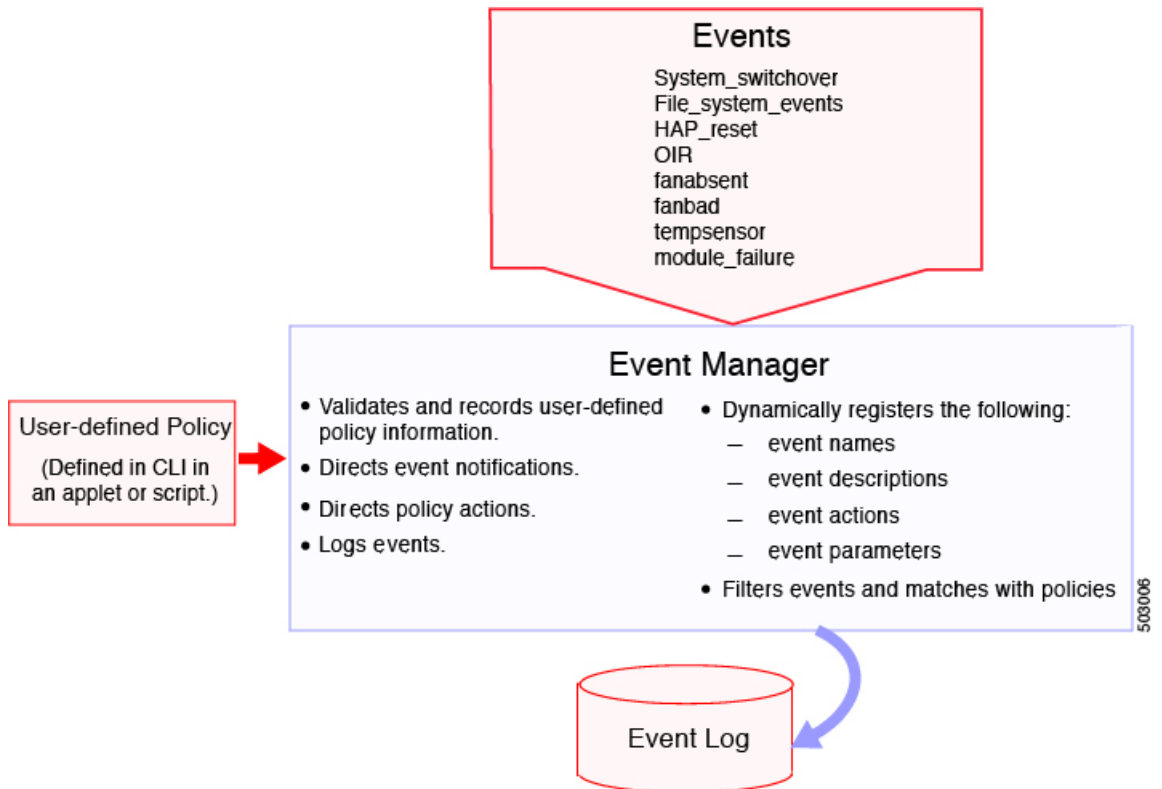 Events
System_switchover
File_system_events
HAP_reset
OIR
fanabsent
fanbad
tempsensor
module_failure
User-defined Policy
(Defined in CLI in
an applet or script.)
Event Manager
• Validates and records user-defined
policy information.
• Directs event notifications.
• Directs policy actions.
• Logs events.
• Dynamically registers the following:
– event names
– event descriptions
– event actions
– event parameters
• Filters events and matches with policies
503006
Event Log